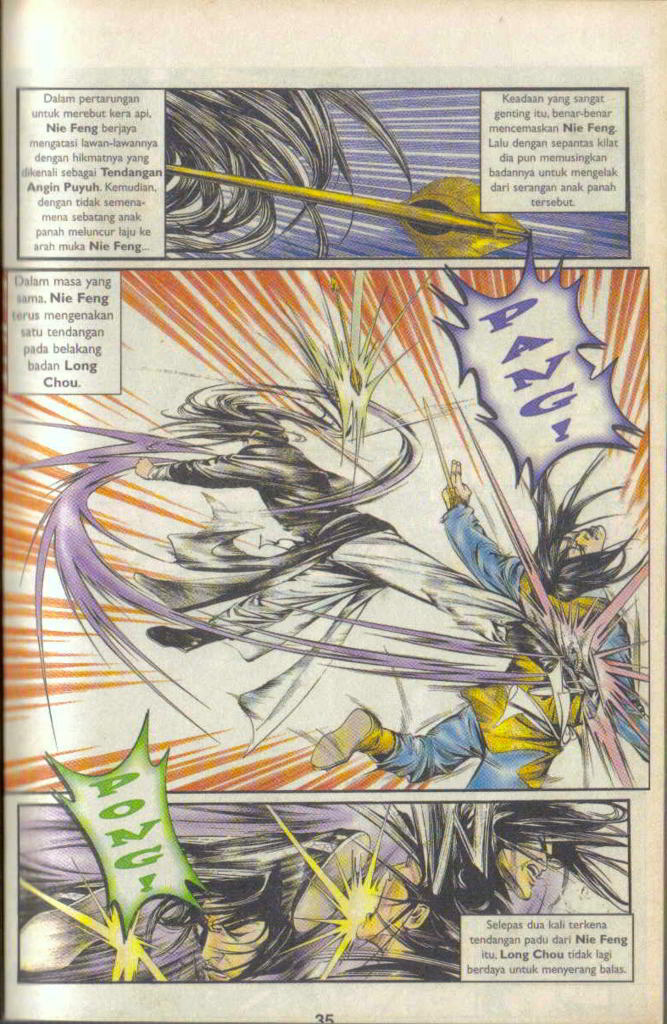 Dalam pertarungan
untuk merebut kera api,
Nie Feng berjaya
mengatasi lawan-lawannya
dengan hikmatnya yang
dikenali sebagai Tendangan
Angin Puyuh. Kemudian,
dengan tidak semena-
mena sebatang anak
panah meluncur laju ke
arah muka Nie Feng...
Keadaan yang sangat
genting itu, benar-benar
mencemaskan Nie Feng.
Lalu dengan sepantas kilat
dia pun memusingkan
badannya untuk mengelak
dari serangan anak panah
tersebut.
Dalam masa yang
sama, Nie Feng
terus mengenakan
satu tendangan
pada belakang
badan Long
Chou.
PANG!
PONG!
Selepas dua kali terkena
tendangan padu dari Nie Feng
itu, Long Chou tidak lagi
berdaya untuk menyerang balas.
35